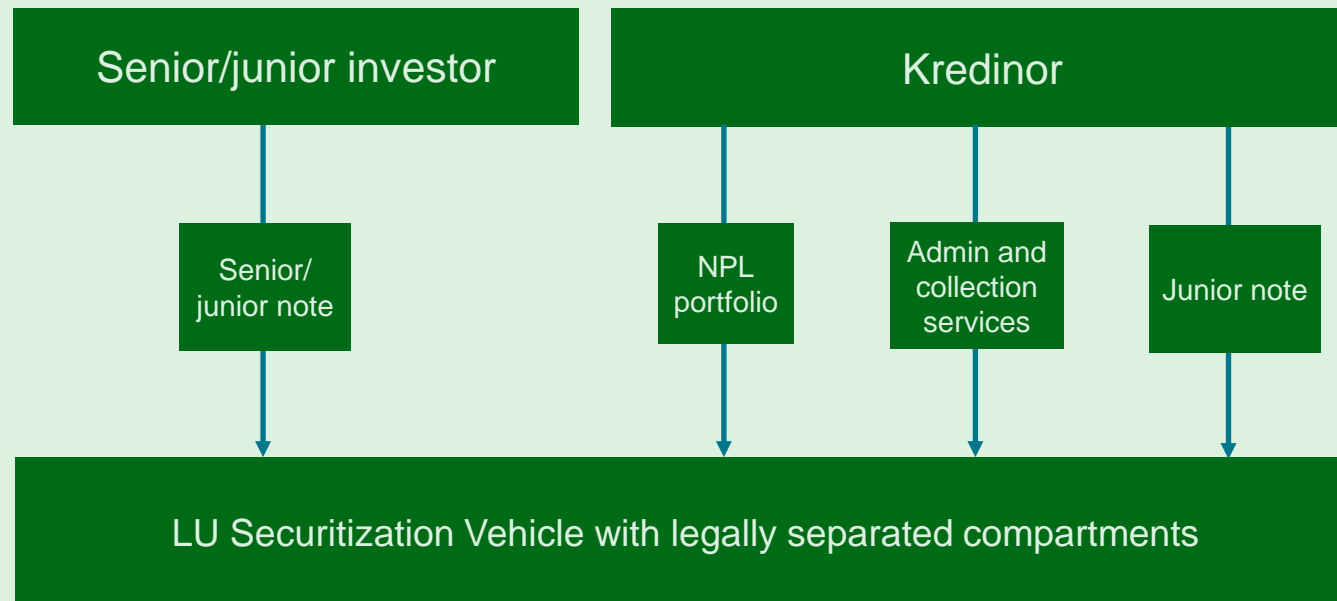 Senior/junior investor
Kredinor
Senior/
junior note
NPL
portfolio
Admin and
collection
services
Junior note
LU Securitization Vehicle with legally separated compartments